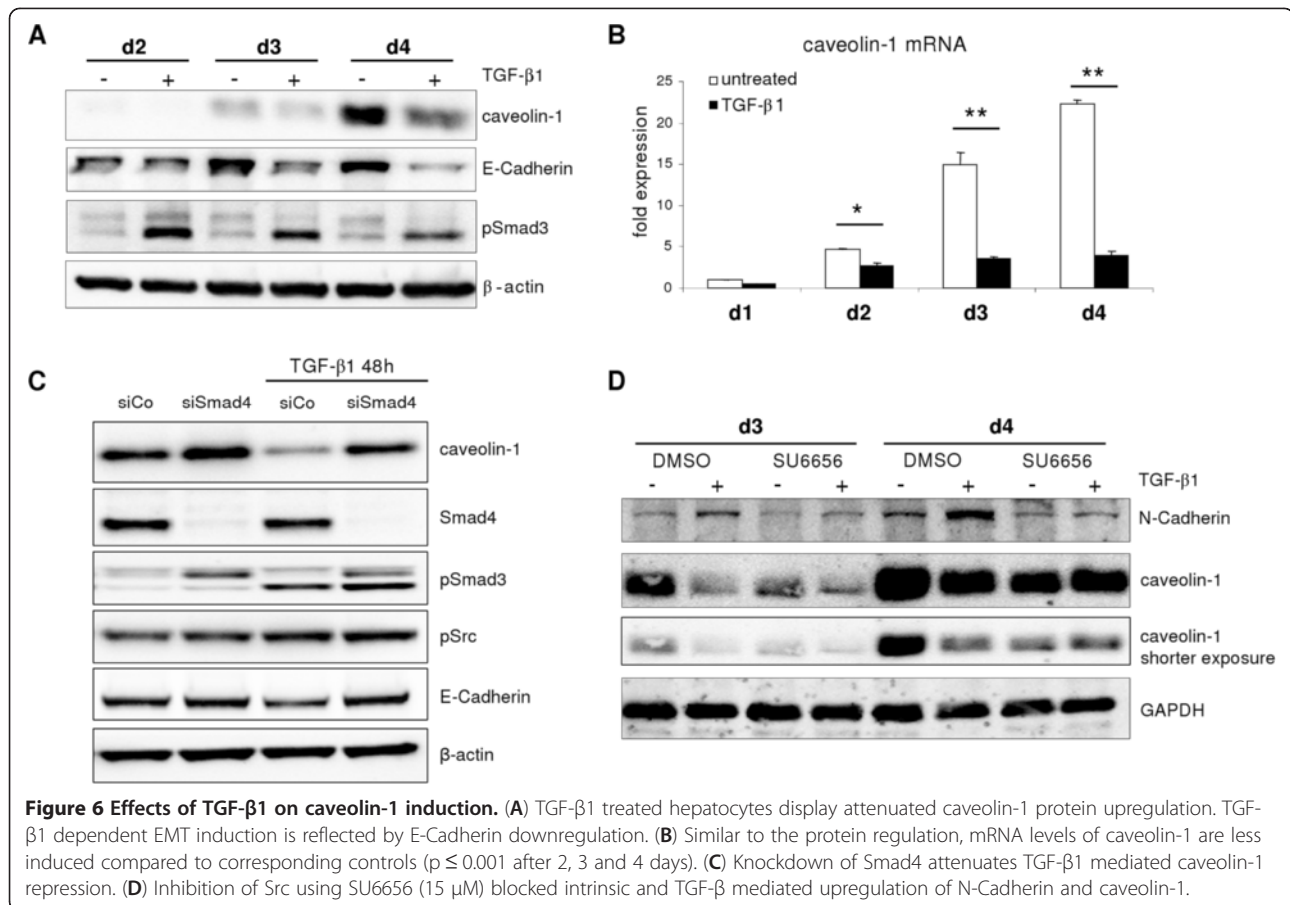 A
d2 d3 d4
- + - + - + TGF-β1
caveolin-1
E-Cadherin
pSmad3
β-actin
B
caveolin-1 mRNA
untreated
TGF-β1
fold expression
25
20
15
10
5
0
*
**
**
d1 d2 d3 d4
C
TGF-β1 48h
siCo siSmad4 siCo siSmad4
caveolin-1
Smad4
pSmad3
pSrc
E-Cadherin
β-actin
D
d3 d4
DMSO SU6656 DMSO SU6656
- + - + - + - + TGF-β1
N-Cadherin
caveolin-1
caveolin-1
shorter exposure
GAPDH
Figure 6 Effects of TGF-β1 on caveolin-1 induction. (A) TGF-β1 treated hepatocytes display attenuated caveolin-1 protein upregulation. TGF-
β1 dependent EMT induction is reflected by E-Cadherin downregulation. (B) Similar to the protein regulation, mRNA levels of caveolin-1 are less
induced compared to corresponding controls (p ≤ 0.001 after 2, 3 and 4 days). (C) Knockdown of Smad4 attenuates TGF-β1 mediated caveolin-1
repression. (D) Inhibition of Src using SU6656 (15 μM) blocked intrinsic and TGF-β mediated upregulation of N-Cadherin and caveolin-1.